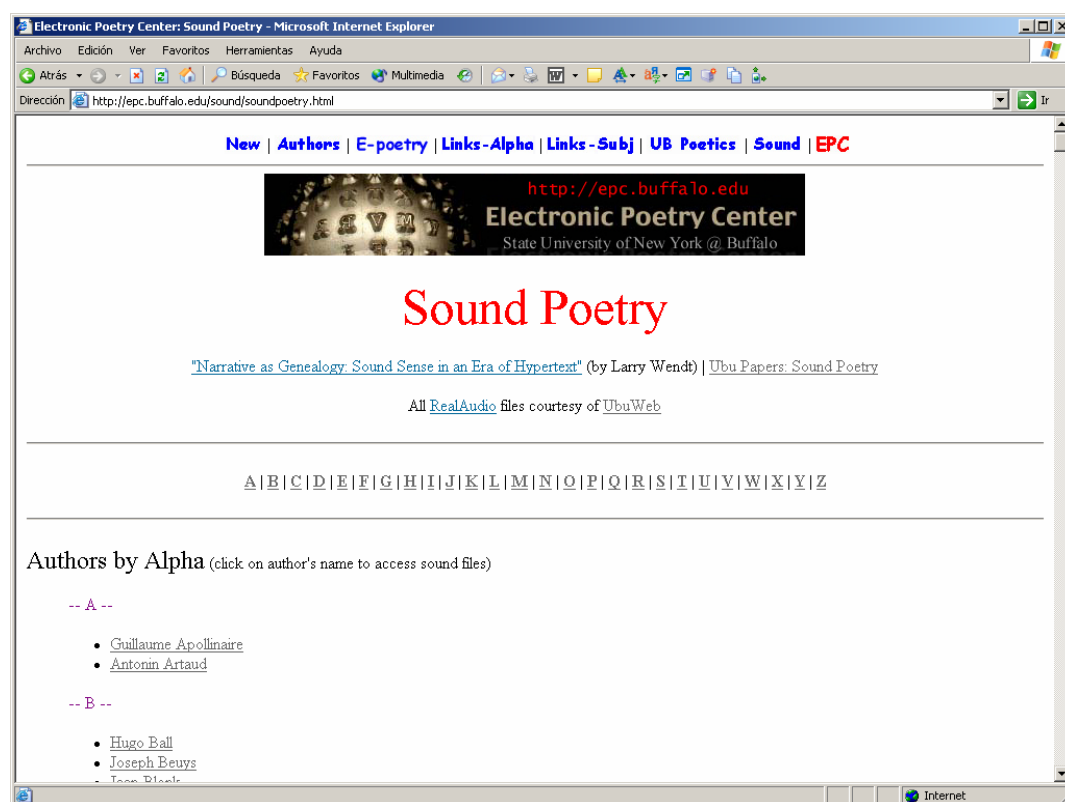 Electronic Poetry Center: Sound Poetry - Microsoft Internet Explorer
Archivo Edición Ver Favoritos Herramientas Ayuda
Atrás Búsqueda Favoritos Multimedia
Dirección http://epc.buffalo.edu/sound/soundpoetry.html Ir
New | Authors | E-poetry | Links-Alpha | Links-Subj | UB Poetics | Sound | EPC
http://epc.buffalo.edu
Electronic Poetry Center
State University of New York @ Buffalo
Sound Poetry
"Narrative as Genealogy: Sound Sense in an Era of Hypertext" (by Larry Wendt) | Ubu Papers: Sound Poetry
All RealAudio files courtesy of UbuWeb
A | B | C | D | E | F | G | H | I | J | K | L | M | N | O | P | Q | R | S | T | U | V | W | X | Y | Z
Authors by Alpha (click on author's name to access sound files)
-- A --
• Guillaume Apollinaire
• Antonin Artaud
-- B --
• Hugo Ball
• Joseph Beuys
Internet